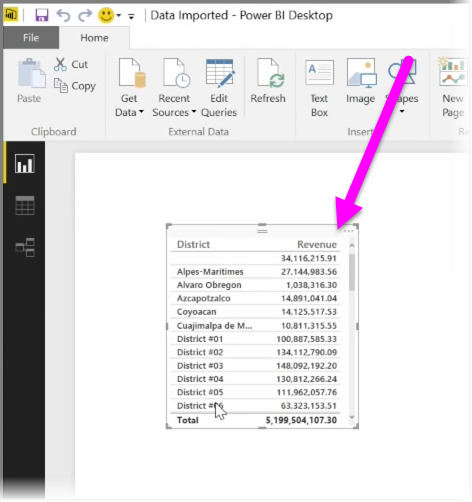 Data Imported - Power BI Desktop
File Home
Cut
Copy
Paste
Get Data
Recent Sources
Edit Queries
Refresh
Text Box
Image
Shapes
New Page
Clipboard External Data Insert
District Revenue
34,116,215.91
Alpes-Maritimes 27,144,983.56
Alvaro Obregon 1,038,316.30
Azcapotzalco 14,891,041.04
Coyoacan 14,125,517.53
Cuajimalpa de M... 10,811,315.55
District #01 100,887,585.33
District #02 134,112,790.09
District #03 148,092,192.20
District #04 130,812,266.24
District #05 111,962,057.76
District #06 63,323,153.51
Total 5,199,504,107.30